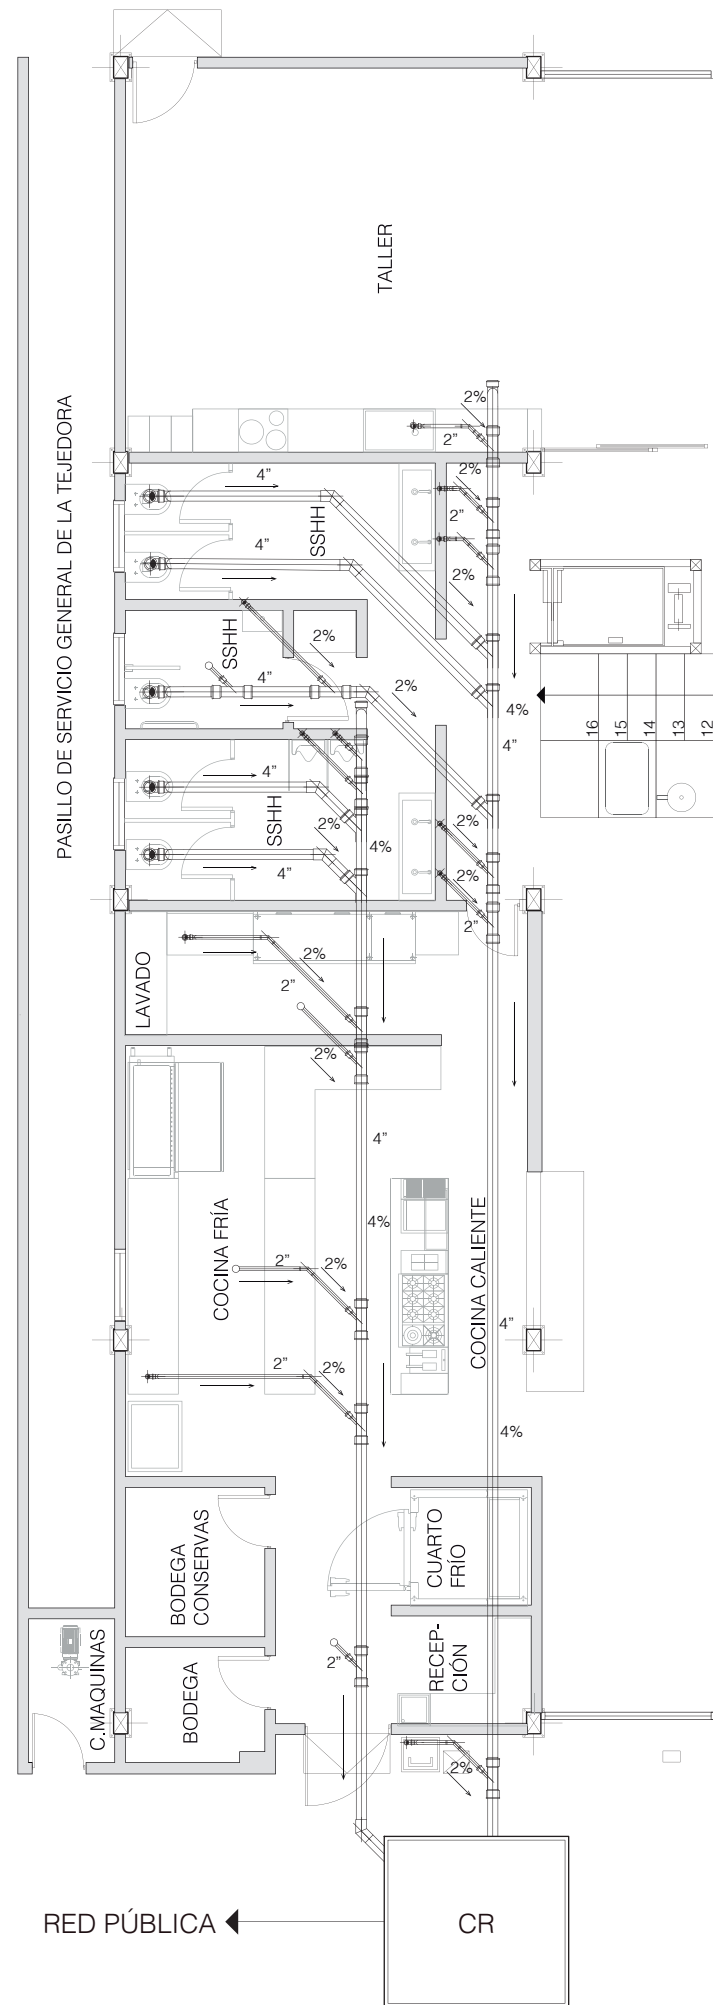 TALLER
PASILLO DE SERVICIO GENERAL DE LA TEJEDORA
2%
2"
4"
2%
2"
SSHH
4"
2%
2%
SSHH
4"
2%
4%
4"
16
15
14
13
12
4"
SSHH
2%
4%
2%
4"
2%
2"
LAVADO
2%
2"
2%
4"
4%
COCINA FRÍA
2"
2%
COCINA CALIENTE
4"
2"
2%
4%
BODEGA
CONSERVAS
CUARTO
FRÍO
C.MAQUINAS
BODEGA
2"
RECEP-
CIÓN
2%
RED PÚBLICA
CR